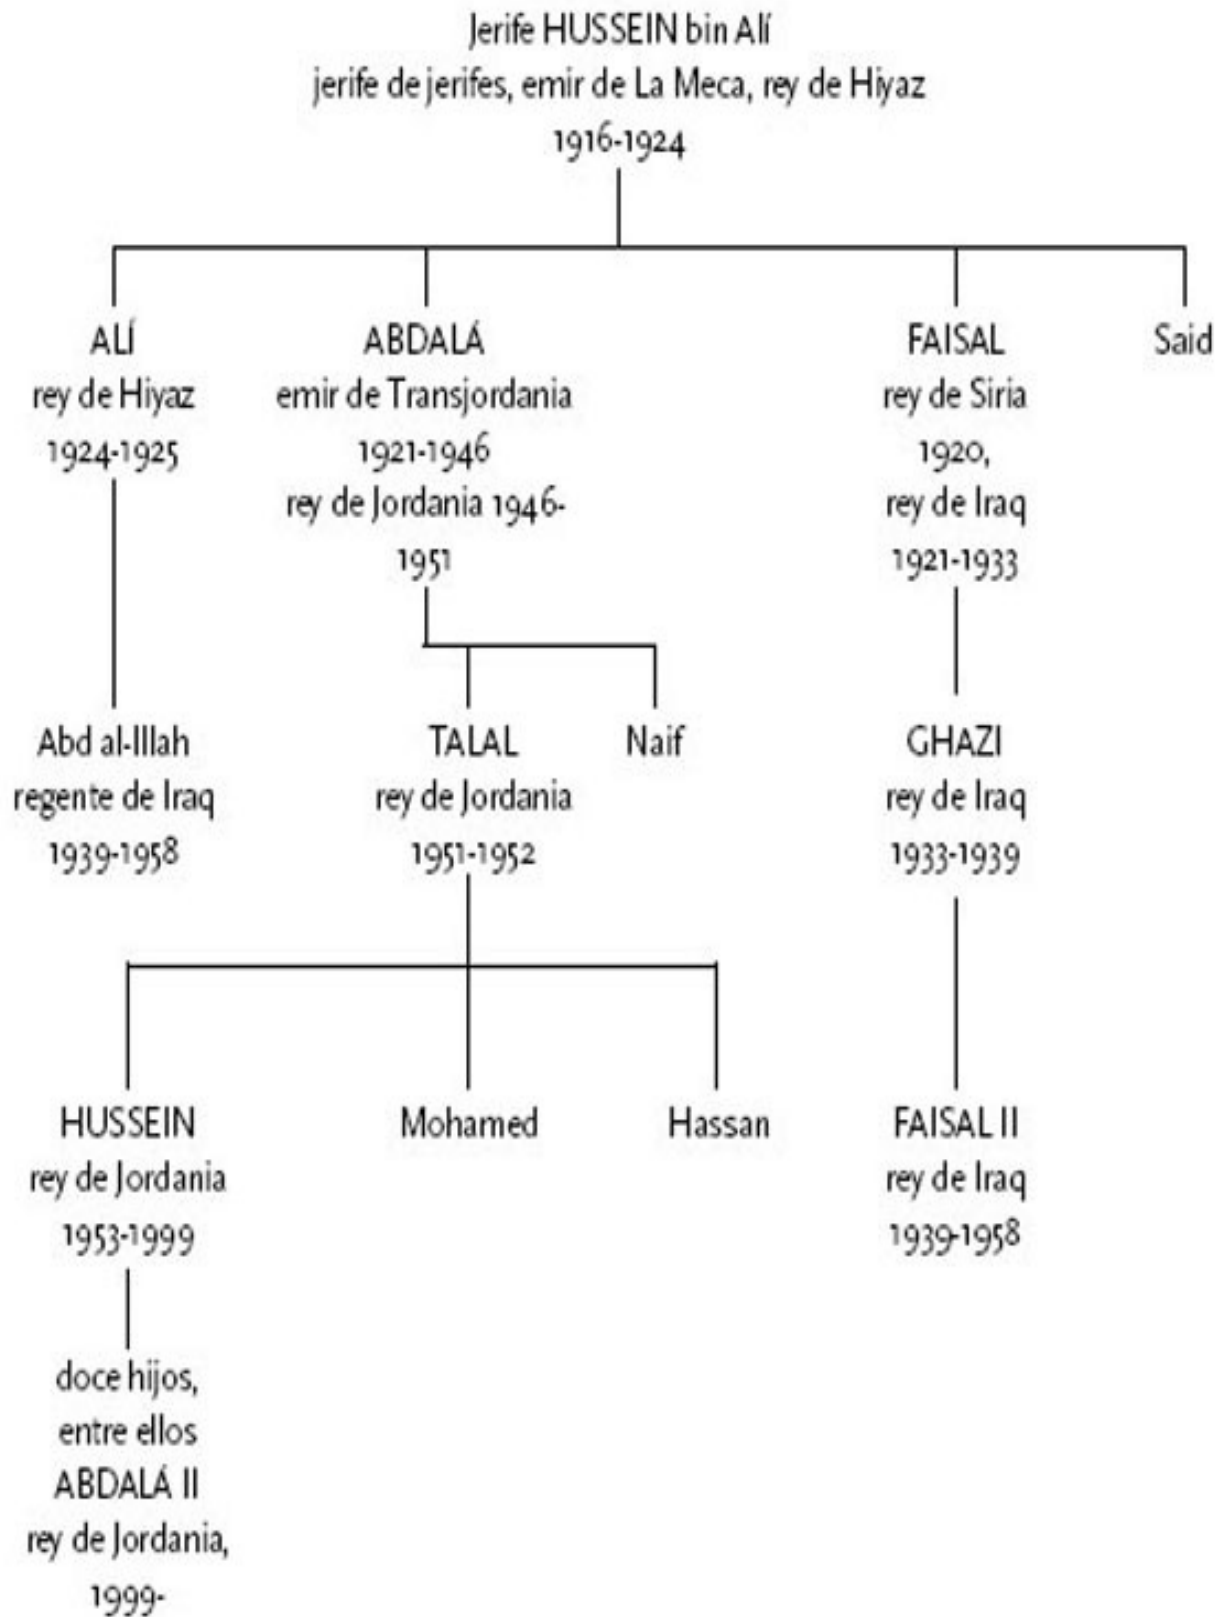 Jerife HUSSEIN bin Alí
jerife de jerifes, emir de La Meca, rey de Hiyaz
1916-1924
ALÍ
rey de Hiyaz
1924-1925
ABDALÁ
emir de Transjordania
1921-1946
rey de Jordania 1946-
1951
FAISAL
rey de Siria
1920,
rey de Iraq
1921-1933
Said
Abd al-Illah
regente de Iraq
1939-1958
TALAL
rey de Jordania
1951-1952
Naif
GHAZI
rey de Iraq
1933-1939
HUSSEIN
rey de Jordania
1953-1999
Mohamed
Hassan
FAISAL II
rey de Iraq
1939-1958
doce hijos,
entre ellos
ABDALÁ II
rey de Jordania,
1999-